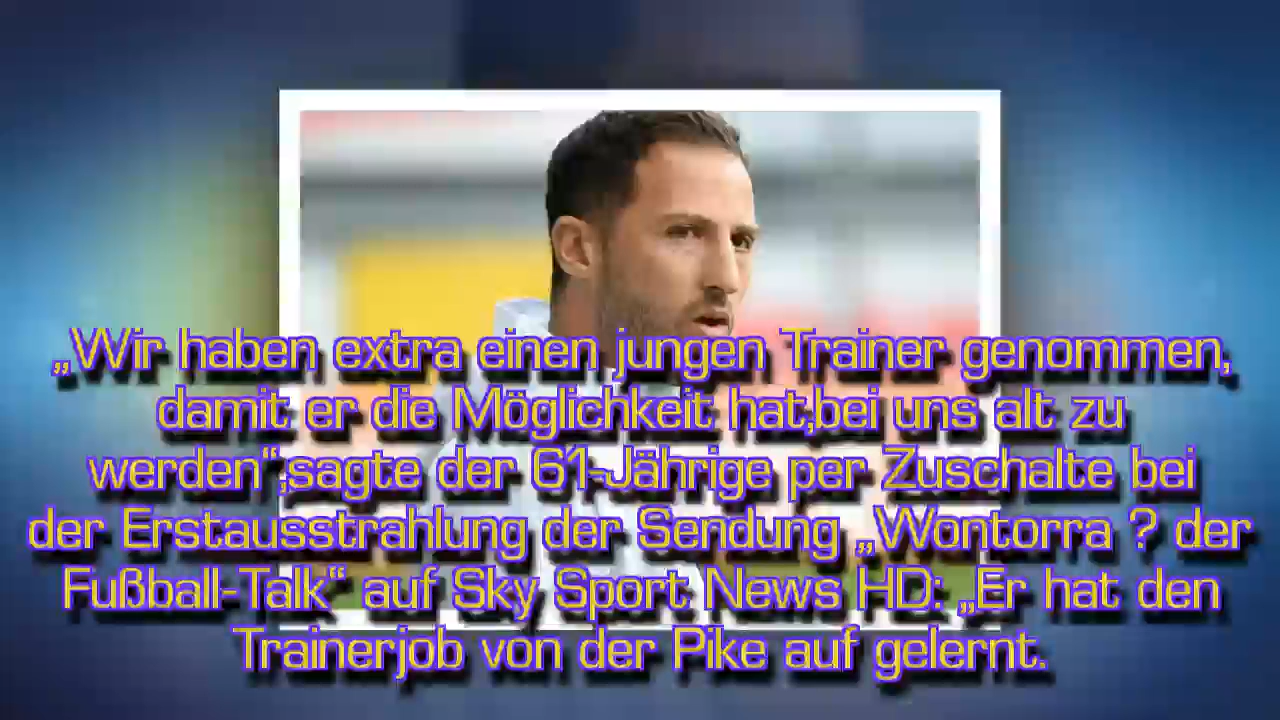 „Wir haben extra einen jungen Trainer genommen,
damit er die Möglichkeit hat,bei uns alt zu
werden“,sagte der 61-Jährige per Zuschalte bei
der Erstausstrahlung der Sendung „Wontorra ? der
Fußball-Talk“ auf Sky Sport News HD: „Er hat den
Trainerjob von der Pike auf gelernt.